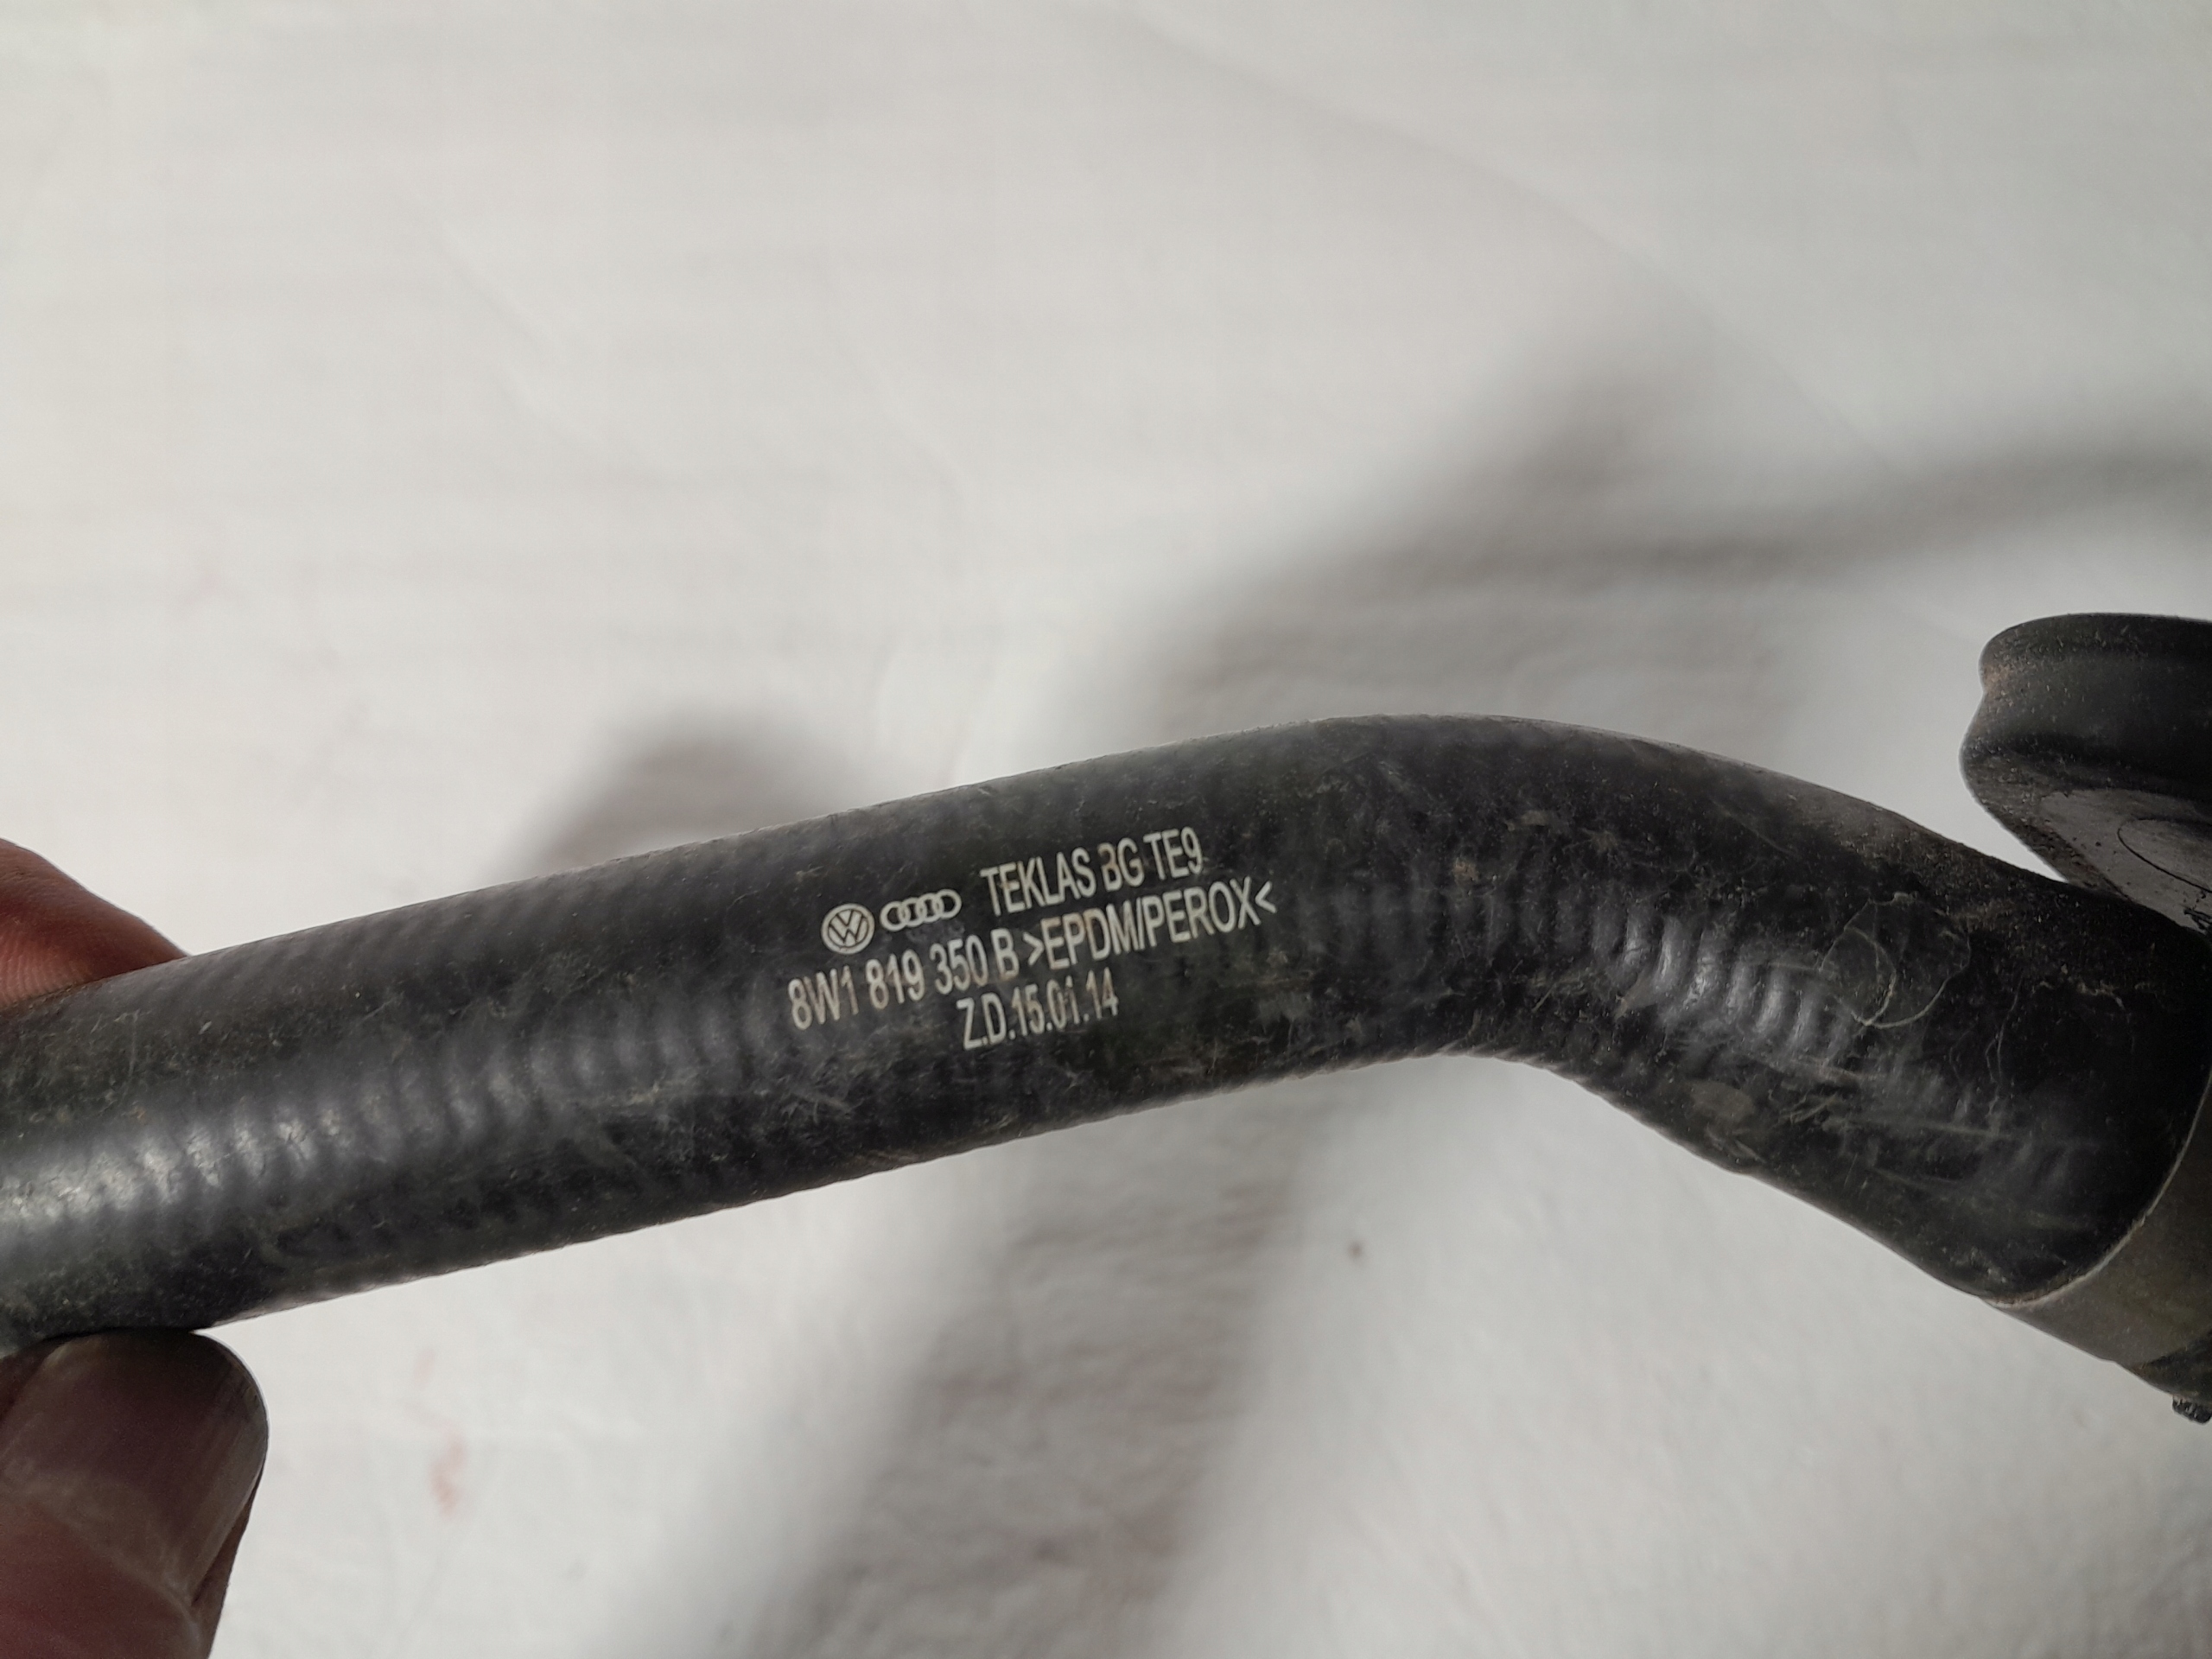 TEKLAS BG TE9
8W1 819 350 B >EPDM/PEROX<
Z.D.15.01.14